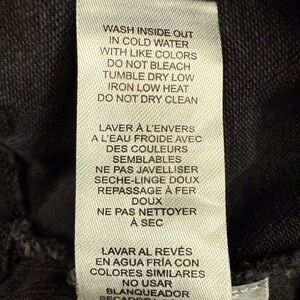 WASH INSIDE OUT
IN COLD WATER
WITH LIKE COLORS
DO NOT BLEACH
TUMBLE DRY LOW
IRON LOW HEAT
DO NOT DRY CLEAN
LAVER À L'ENVERS
A L'EAU FROIDE AVEC
DES COULEURS
SEMBLABLES
NE PAS JAVELLISER
SECHE-LINGE DOUX
REPASSAGE À FER
DOUX
NE PAS NETTOYER
À SEC
LAVAR AL REVÉS
EN AGUA FRÍA CON
COLORES SIMILARES
NO USAR
BLANQUEADOR